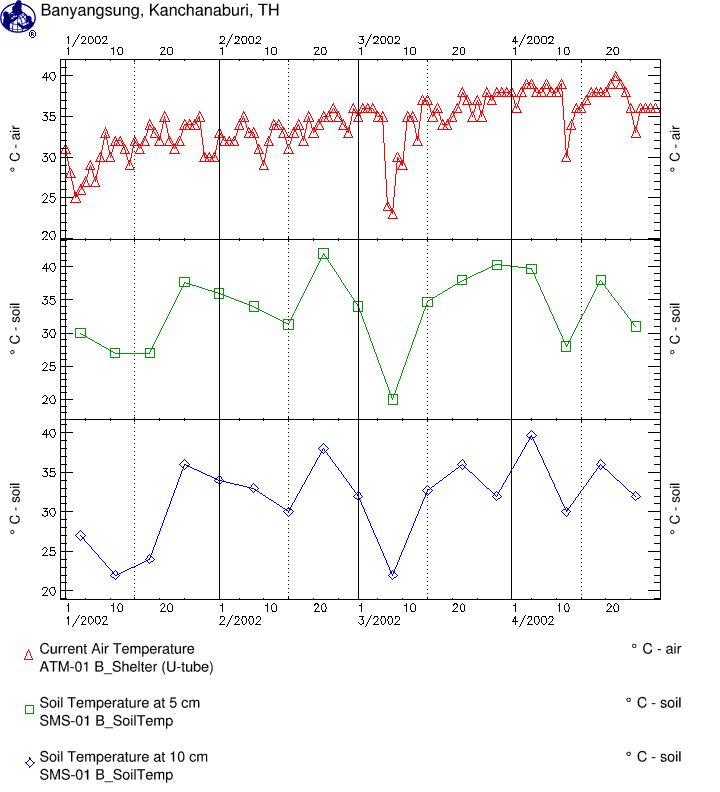 Banyangsung, Kanchanaburi, TH
®
1/2002 2/2002 3/2002 4/2002
1 10 20 1 10 20 1 10 20 1 10 20
40
35
° C - air ° C - air
30
25
20
40
35
° C - soil ° C - soil
30
25
20
40
35
° C - soil ° C - soil
30
25
20
1 10 20 1 10 20 1 10 20 1 10 20
1/2002 2/2002 3/2002 4/2002
Current Air Temperature ° C - air
ATM-01 B_Shelter (U-tube)
Soil Temperature at 5 cm ° C - soil
SMS-01 B_SoilTemp
Soil Temperature at 10 cm ° C - soil
SMS-01 B_SoilTemp